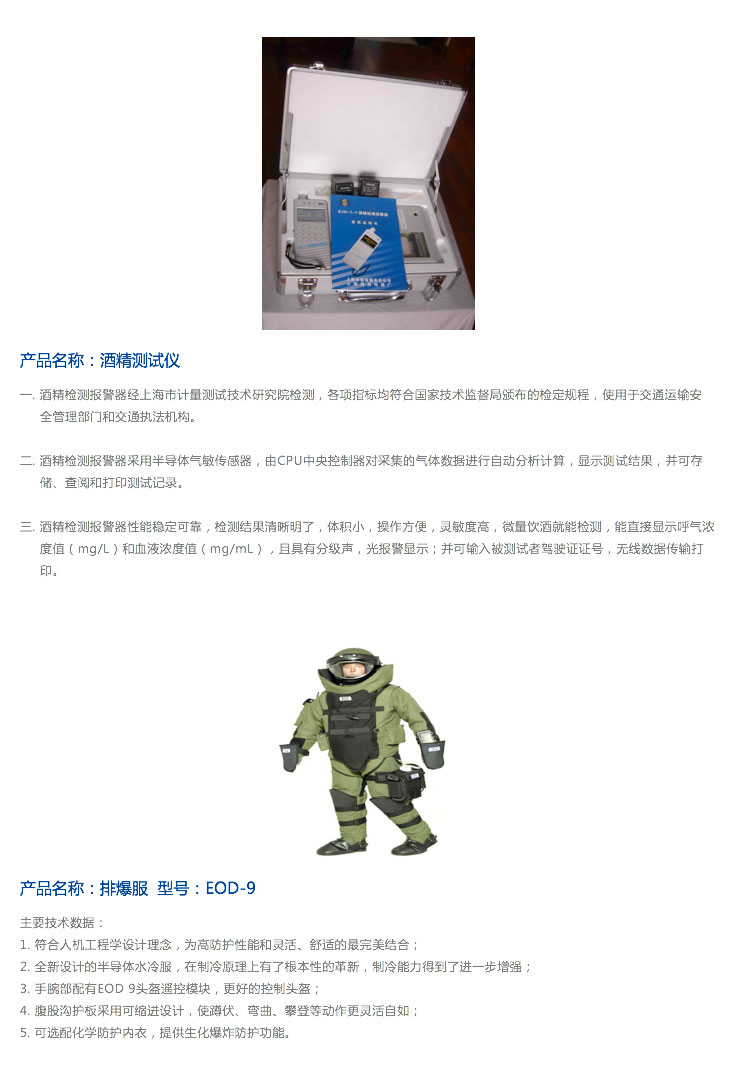 SJA-1-1
产品名称：酒精测试仪
一. 酒精检测报警器经上海市计量测试技术研究院检测，各项指标均符合国家技术监督局颁布的检定规程，使用于交通运输安
全管理部门和交通执法机构。
二. 酒精检测报警器采用半导体气敏传感器，由CPU中央控制器对采集的气体数据进行自动分析计算，显示测试结果，并可存
储、查阅和打印测试记录。
三. 酒精检测报警器性能稳定可靠，检测结果清晰明了，体积小，操作方便，灵敏度高，微量饮酒就能检测，能直接显示呼气浓
度值（mg/L）和血液浓度值（mg/mL），且具有分级声，光报警显示；并可输入被测试者驾驶证证号，无线数据传输打
印。
产品名称：排爆服 型号：EOD-9
主要技术数据：
1. 符合人机工程学设计理念，为高防护性能和灵活、舒适的最完美结合；
2. 全新设计的半导体水冷服，在制冷原理上有了根本性的革新，制冷能力得到了进一步增强；
3. 手腕部配有EOD 9头盔遥控模块，更好的控制头盔；
4. 腹股沟护板采用可缩进设计，使蹲伏、弯曲、攀登等动作更灵活自如；
5. 可选配化学防护内衣，提供生化爆炸防护功能。